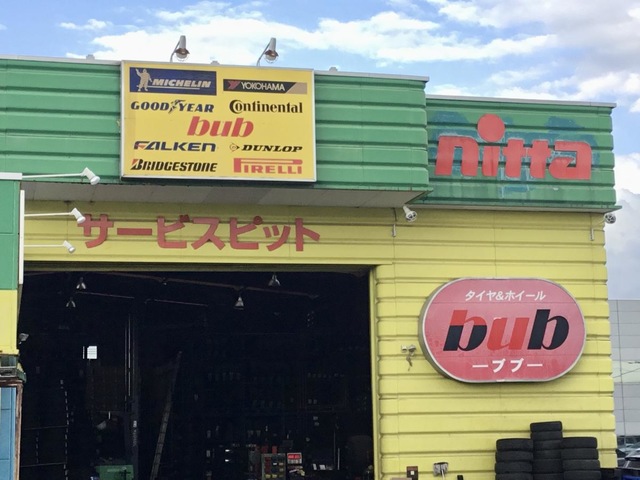 MICHELIN YOKOHAMA
GOODYEAR Continental
bub
FALKEN DUNLOP
BRIDGESTONE PIRELLI
nitta
サービスピット
タイヤ&ホイール
bub
ーブブー